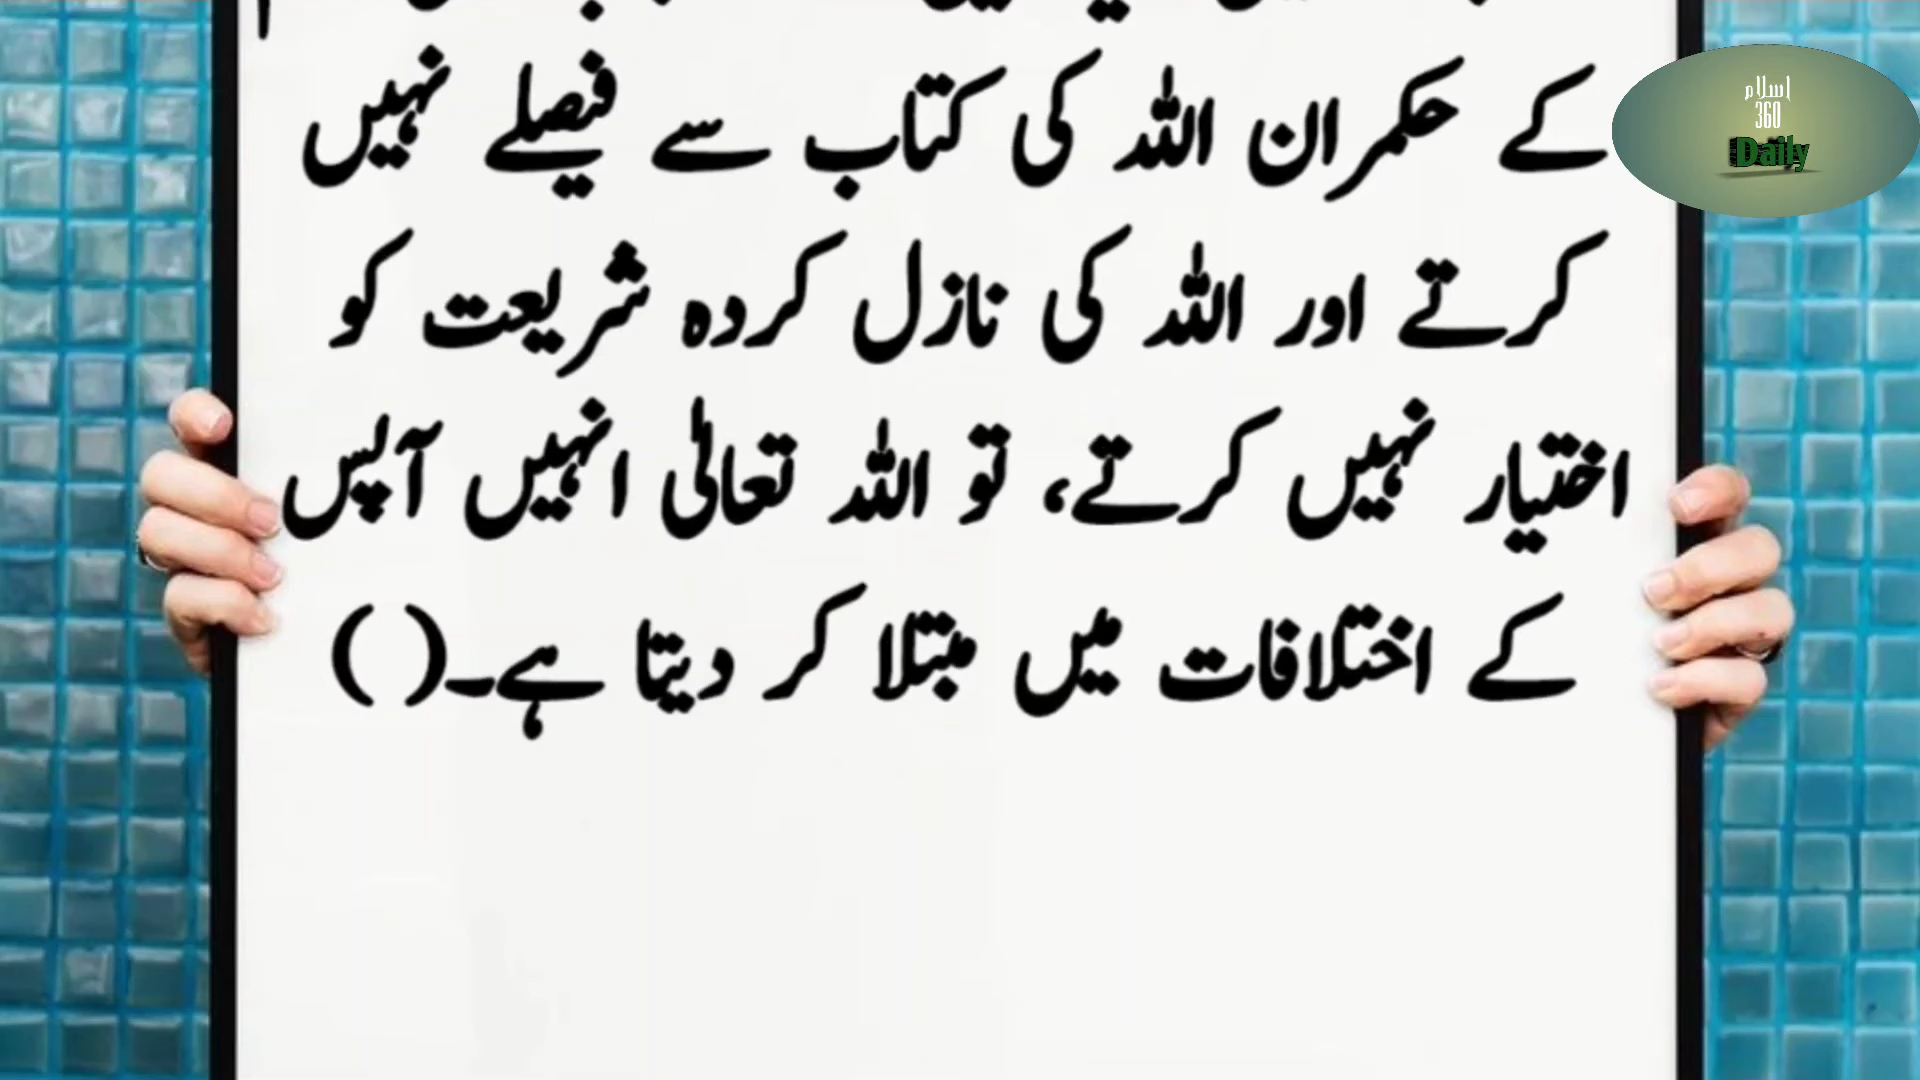 کے حکمران اللہ کی کتاب سے فیصلے نہیں
کرتے اور اللہ کی نازل کردہ شریعت کو
اختیار نہیں کرتے، تو اللہ تعالٰی انہیں آپس
کے اختلافات میں مبتلا کر دیتا ہے۔( )
اسلام
360
Daily